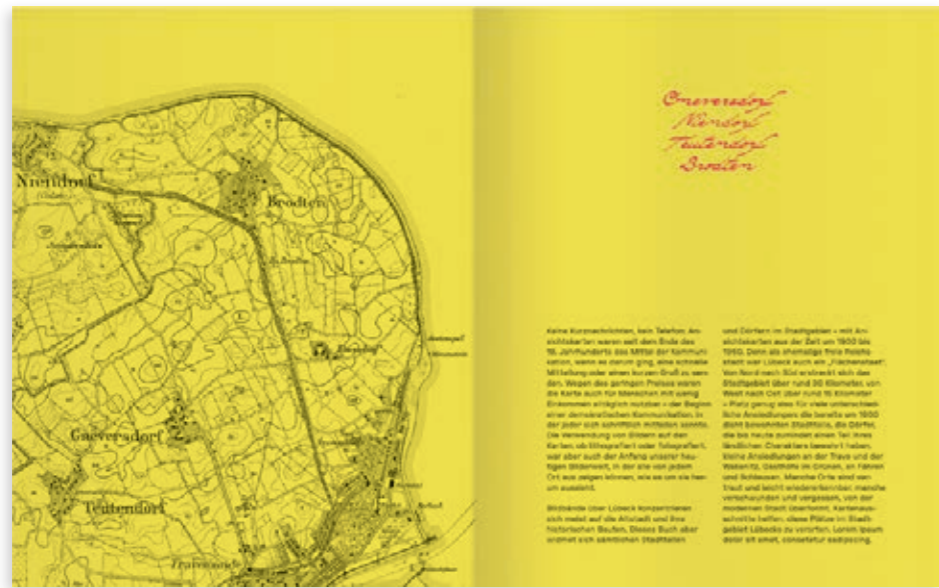 Niendorf
Brodten
Gneversdorf
Teutendorf
Travemünde
Gneversdorf
Niendorf
Teutendorf
Brodten
Keine Kurznachrichten, kein Telefon: An-
sichtskarten waren seit dem Ende des
19. Jahrhunderts das Mittel der Kommuni-
kation, wenn es darum ging, eine schnelle
Mitteilung oder einen kurzen Gruß zu sen-
den. Wegen des geringen Preises waren
die Karte auch für Menschen mit wenig
Einkommen alltäglich nutzbar – der Beginn
einer demokratischen Kommunikation, in
der jeder sich schriftlich mitteilen konnte.
Die Verwendung von Bildern auf den
Karten, ob lithografiert oder fotografiert,
war aber auch der Anfang unserer heu-
tigen Bilderwelt, in der sie von jedem
Ort aus zeigen können, wie es um sie her-
um aussieht.
Bildbände über Lübeck konzentrieren
sich meist auf die Altstadt und ihre
historischen Bauten. Dieses Buch aber
widmet sich sämtlichen Stadtteilen
und Dörfern im Stadtgebiet – mit An-
sichtskarten aus der Zeit um 1900 bis
1960. Denn als ehemalige freie Reichs-
stadt war Lübeck auch ein „Flächenstaat“.
Von Nord nach Süd erstreckt sich das
Stadtgebiet über rund 30 Kilometer, von
West nach Ost über rund 15 Kilometer
– Platz genug also für viele unterschied-
liche Ansiedlungen: die bereits um 1900
dicht bewohnten Stadtteile, die Dörfer,
die bis heute zumindest einen Teil ihres
ländlichen Charakters bewahrt haben,
kleine Ansiedlungen an der Trave und der
Wakenitz, Gasthöfe im Grünen, an Fähren
und Schleusen. Manche Orte sind ver-
traut und leicht wiedererkennbar, manche
verschwunden und vergessen, von der
modernen Stadt überformt. Kartenaus-
schnitte helfen, diese Plätze im Stadt-
gebiet Lübecks zu verorten. Lorem ipsum
dolor sit amet, consetetur sadipscing.